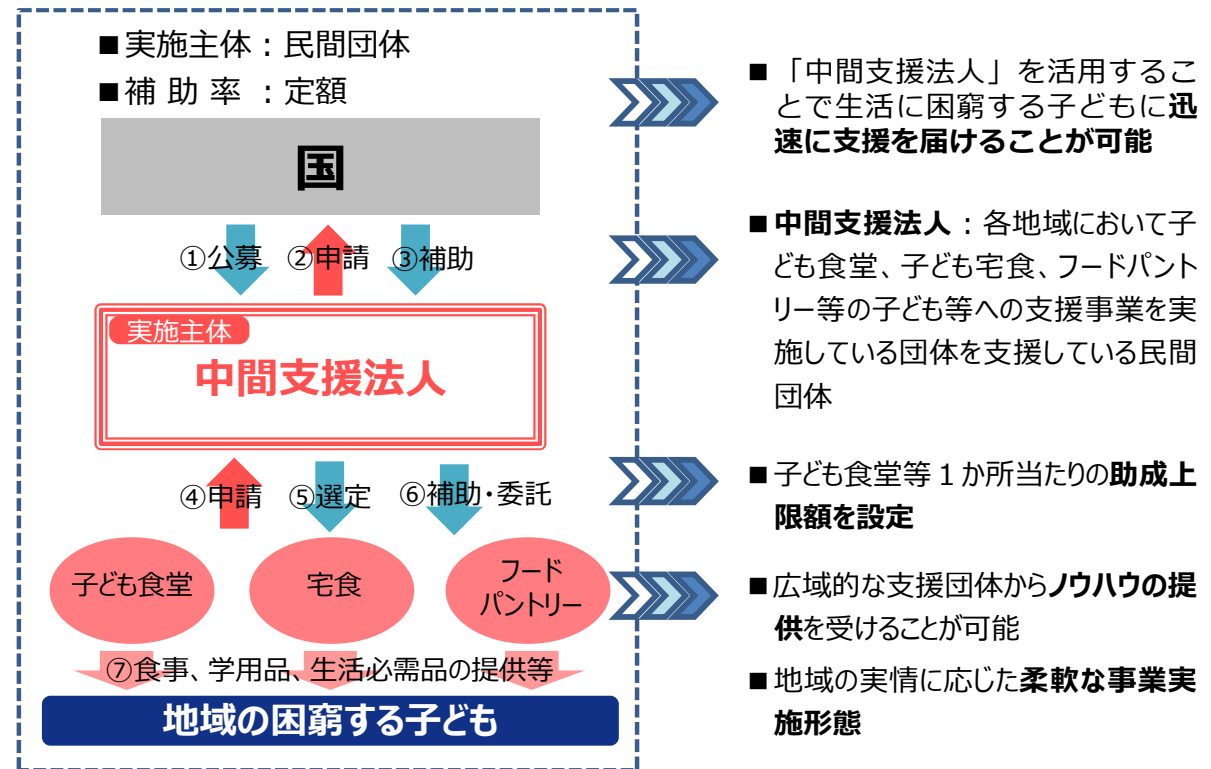 ■実施主体：民間団体
■補 助 率 ：定額
国
①公募 ②申請 ③補助
実施主体
中間支援法人
④申請 ⑤選定 ⑥補助・委託
子ども食堂
宅食
フード
パントリー
⑦食事、学用品、生活必需品の提供等
地域の困窮する子ども
■「中間支援法人」を活用するこ
とで生活に困窮する子どもに迅
速に支援を届けることが可能
■中間支援法人：各地域において子
ども食堂、子ども宅食、フードパント
リー等の子ども等への支援事業を実
施している団体を支援している民間
団体
■子ども食堂等１か所当たりの助成上
限額を設定
■広域的な支援団体からノウハウの提
供を受けることが可能
■地域の実情に応じた柔軟な事業実
施形態